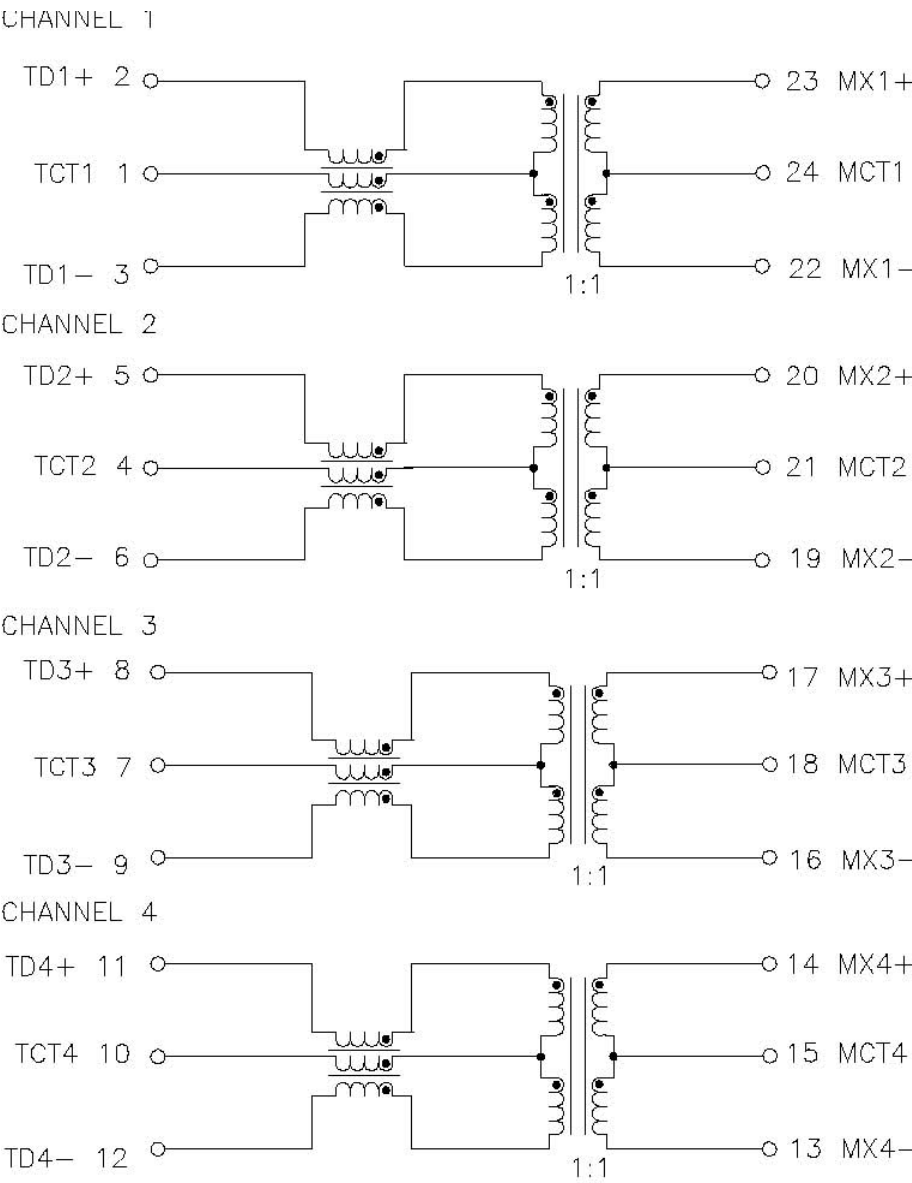 CHANNEL 1
TD1+ 2
23 MX1+
TCT1 1
24 MCT1
TD1- 3
22 MX1-
1:1
CHANNEL 2
TD2+ 5
20 MX2+
TCT2 4
21 MCT2
TD2- 6
19 MX2-
1:1
CHANNEL 3
TD3+ 8
17 MX3+
TCT3 7
18 MCT3
TD3- 9
16 MX3-
1:1
CHANNEL 4
TD4+ 11
14 MX4+
TCT4 10
15 MCT4
TD4- 12
13 MX4-
1:1